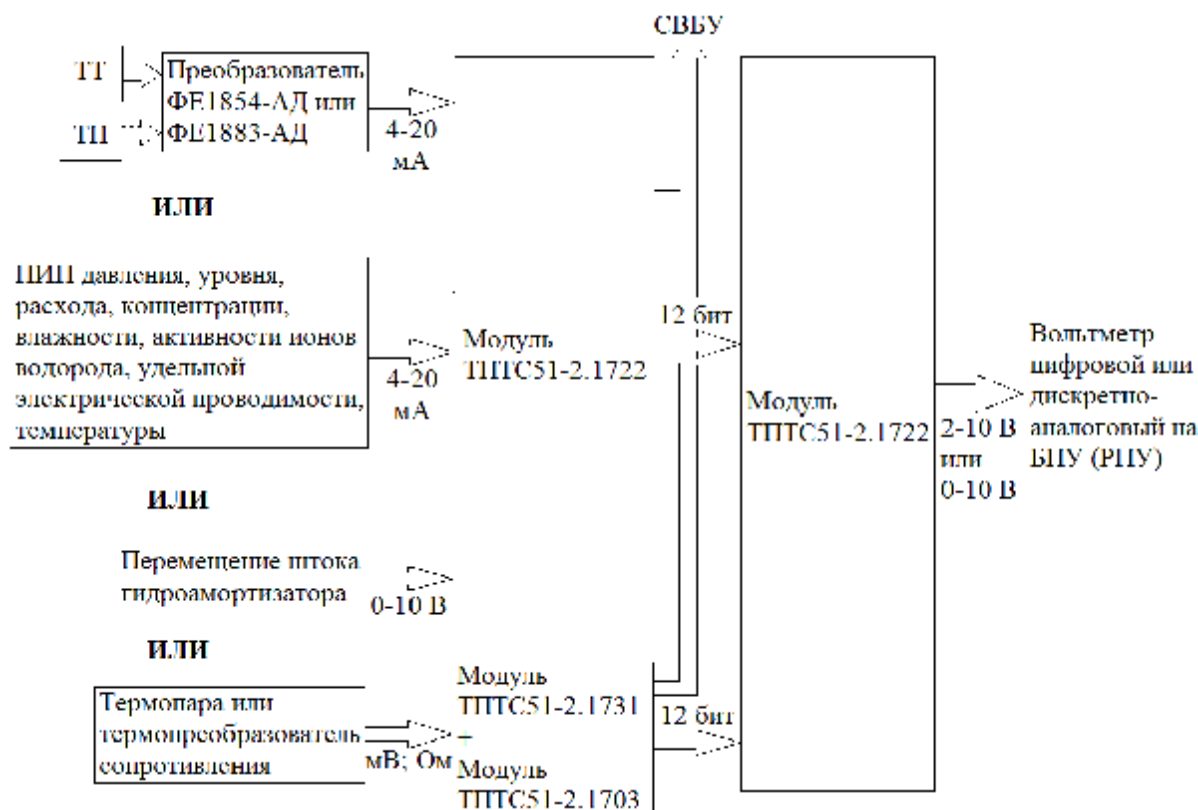 СВБУ
ТТ
ТП
Преобразователь
ФЕ1854-АД или
ФЕ1883-АД
4-20
мА
ИЛИ
ПИП давления, уровня,
расхода, концентрации,
влажности, активности ионов
водорода, удельной
электрической проводимости,
температуры
4-20
мА
Модуль
ТПТС51-2.1722
12 бит
Модуль
ТПТС51-2.1722
2-10 В
или
0-10 В
Вольтметр
цифровой или
дискретно-
аналоговый на
БПУ (РПУ)
ИЛИ
Перемещение штока
гидроамортизатора
0-10 В
ИЛИ
Термопара или
термопреобразователь
сопротивления
мВ; Ом
Модуль
ТПТС51-2.1731
+
Модуль
ТПТС51-2.1703
12 бит